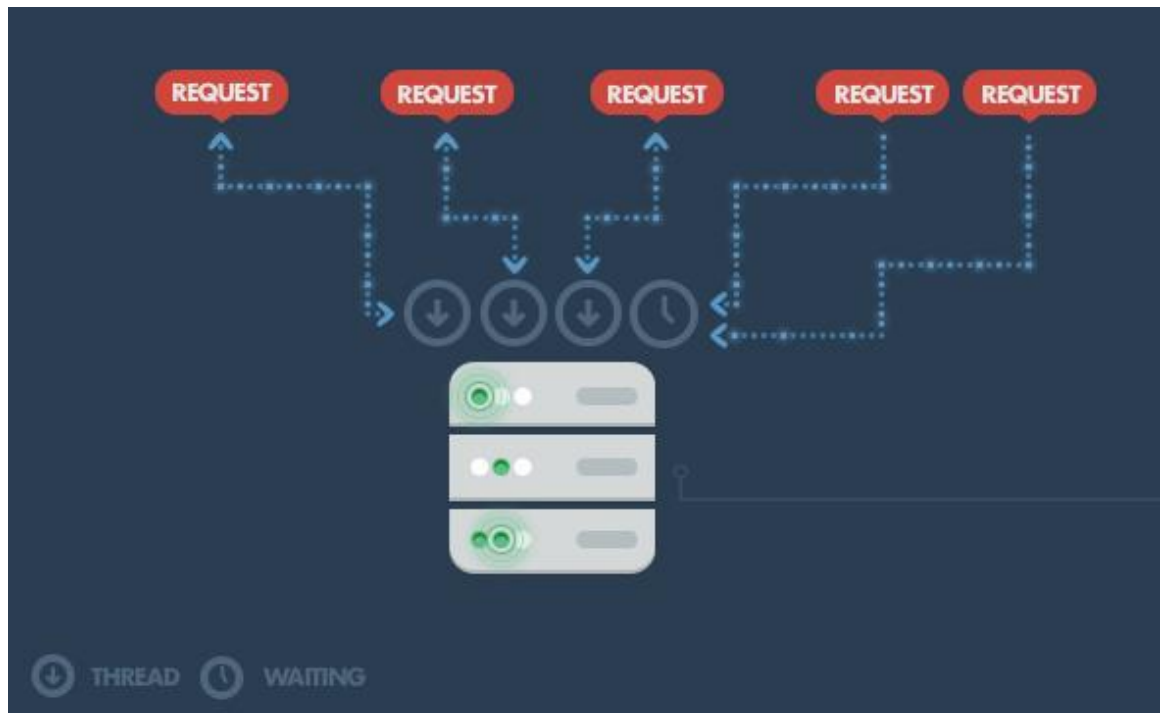 REQUEST
REQUEST
REQUEST
REQUEST
REQUEST
THREAD
WAITING